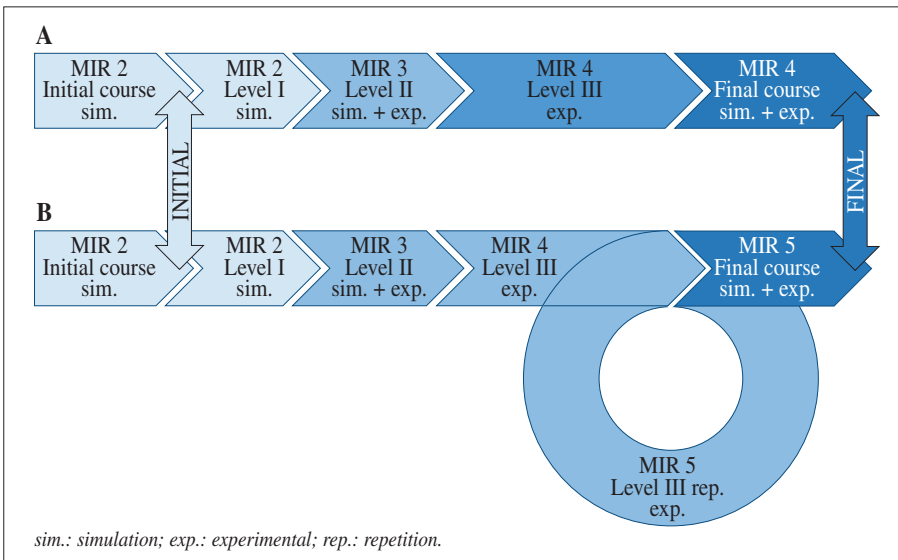 A
MIR 2
Initial course
sim.
MIR 2
Level I
sim.
MIR 3
Level II
sim. + exp.
MIR 4
Level III
exp.
MIR 4
Final course
sim. + exp.
INITIAL
FINAL
B
MIR 2
Initial course
sim.
MIR 2
Level I
sim.
MIR 3
Level II
sim. + exp.
MIR 4
Level III
exp.
MIR 5
Final course
sim. + exp.
MIR 5
Level III rep.
exp.
sim.: simulation; exp.: experimental; rep.: repetition.